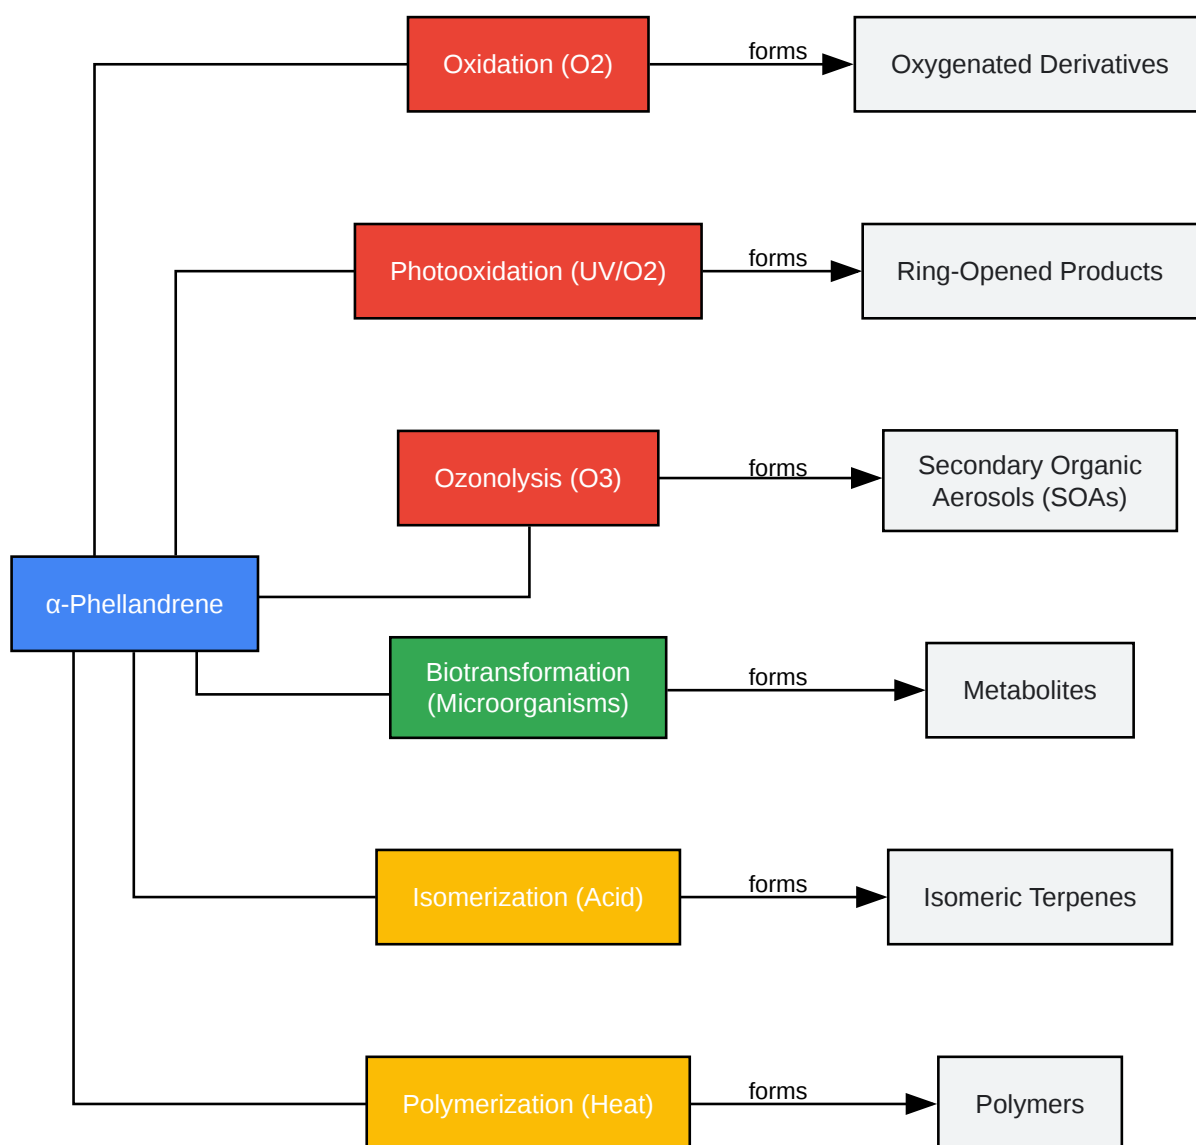 Oxidation (O2)
forms
Oxygenated Derivatives
Photooxidation (UV/O2)
forms
Ring-Opened Products
Ozonolysis (O3)
forms
Secondary Organic
Aerosols (SOAs)
α-Phellandrene
Biotransformation
(Microorganisms)
forms
Metabolites
Isomerization (Acid)
forms
Isomeric Terpenes
Polymerization (Heat)
forms
Polymers